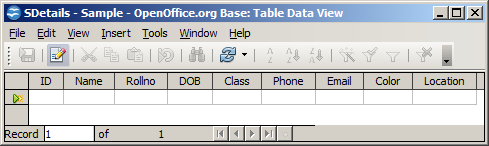 SDetails - Sample - OpenOffice.org Base: Table Data View
File Edit View Insert Tools Window Help
ID Name Rollno DOB Class Phone Email Color Location
Record 1 of 1